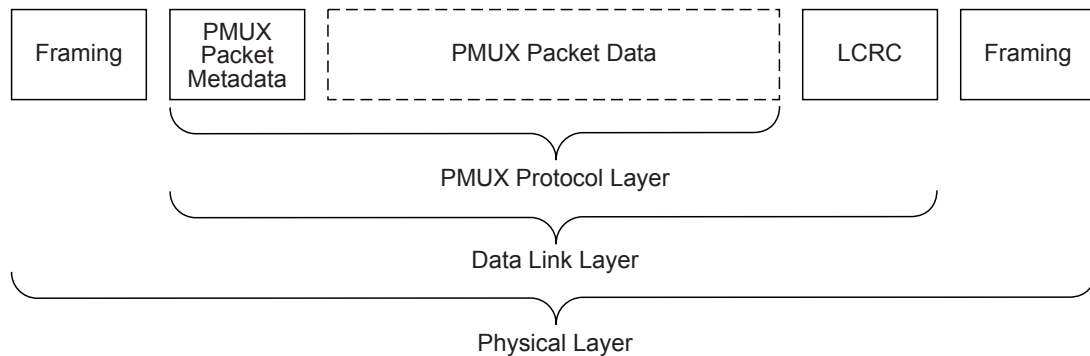 Framing
PMUX
Packet
Metadata
PMUX Packet Data
LCRC
Framing
PMUX Protocol Layer
Data Link Layer
Physical Layer